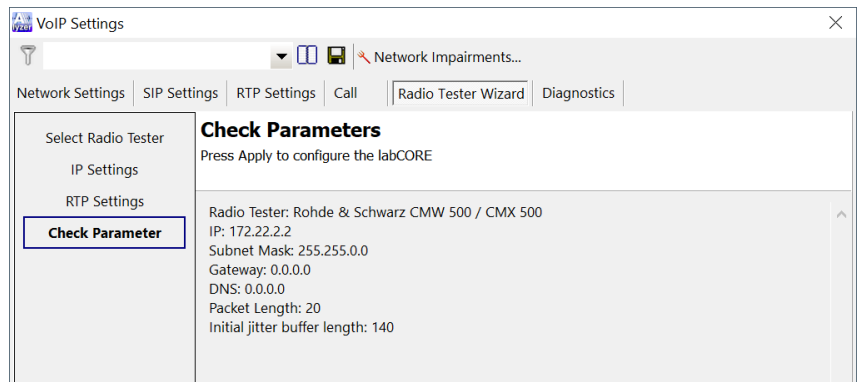 VoIP Settings
Network Impairments...
Network Settings SIP Settings RTP Settings Call Radio Tester Wizard Diagnostics
Select Radio Tester
IP Settings
RTP Settings
Check Parameter
Check Parameters
Press Apply to configure the labCORE
Radio Tester: Rohde & Schwarz CMW 500 / CMX 500
IP: 172.22.2.2
Subnet Mask: 255.255.0.0
Gateway: 0.0.0.0
DNS: 0.0.0.0
Packet Length: 20
Initial jitter buffer length: 140